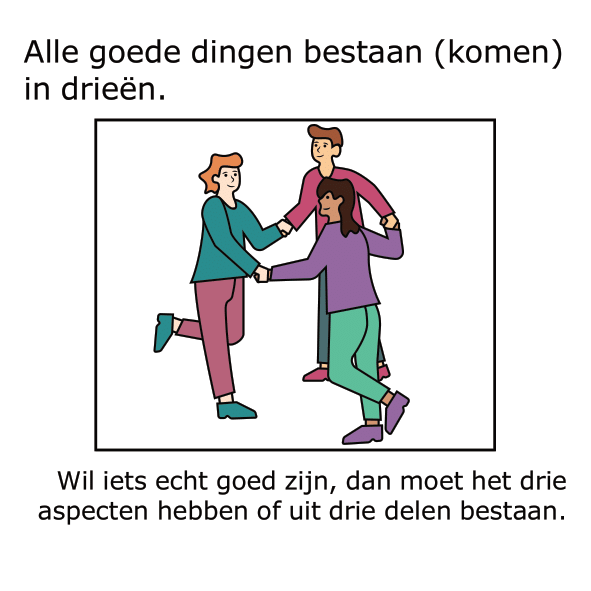 Alle goede dingen bestaan (komen)
in drieën.
Wil iets echt goed zijn, dan moet het drie
aspecten hebben of uit drie delen bestaan.